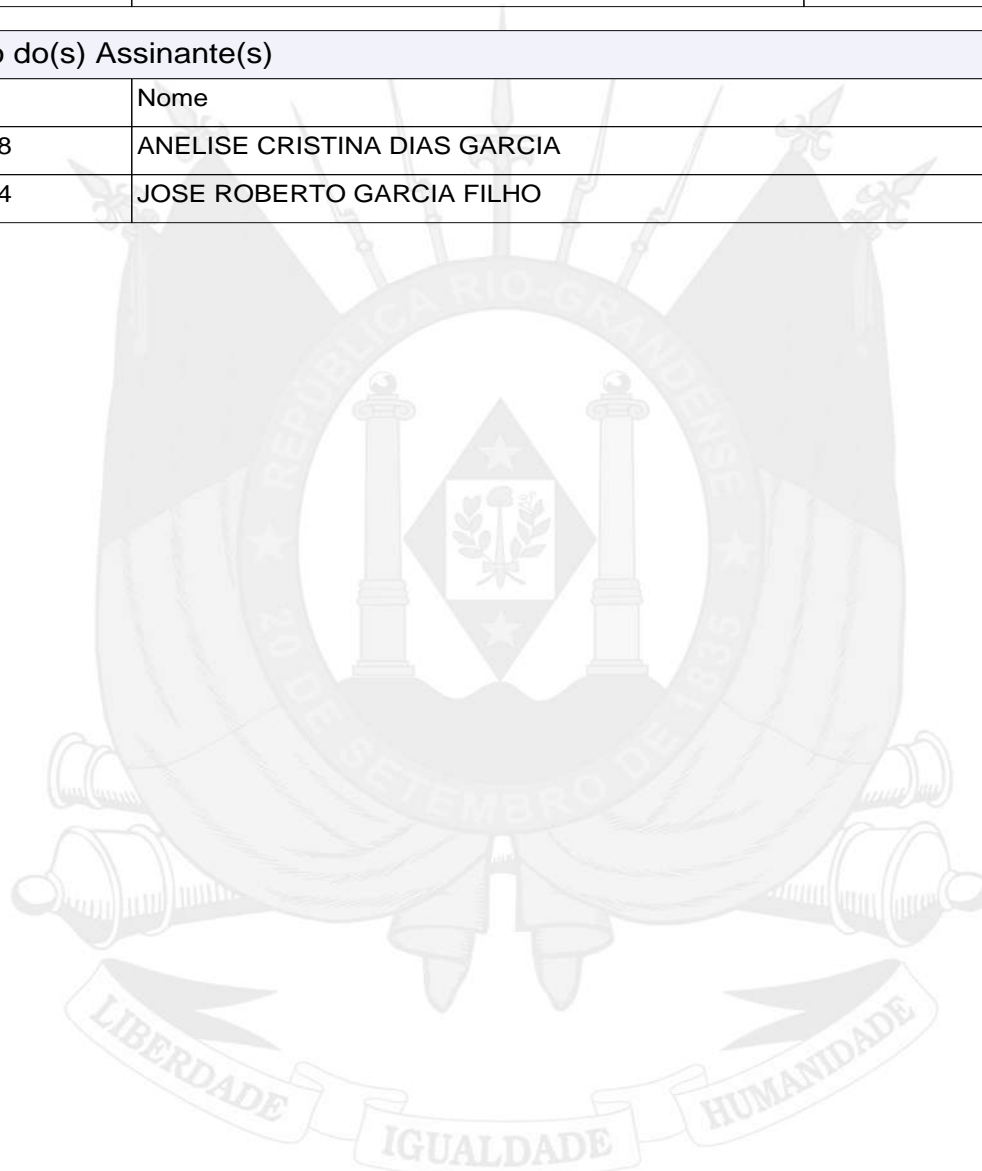 o do(s) Assinante(s)
Nome
8 ANELISE CRISTINA DIAS GARCIA
4 JOSE ROBERTO GARCIA FILHO
REPÚBLICA RIO-GRANDENSE
20 DE SETEMBRO DE 1835
LIBERDADE IGUALDADE HUMANIDADE